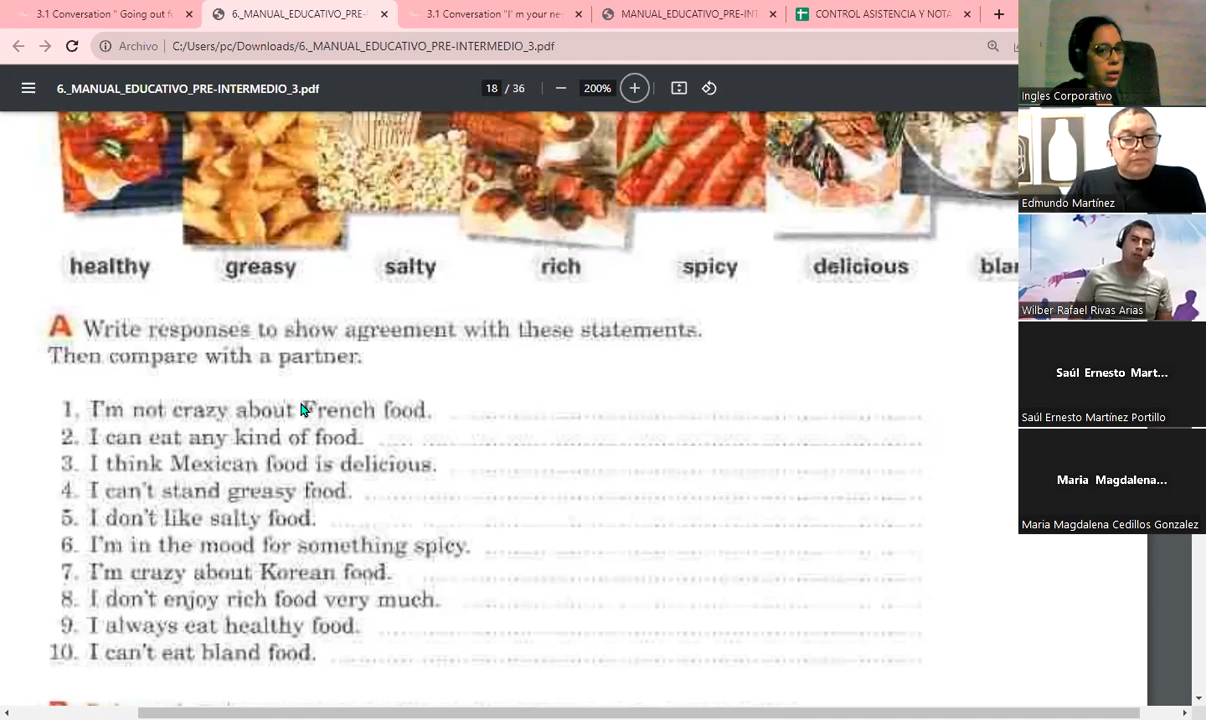 3.1 Conversation " Going out f
6._MANUAL_EDUCATIVO_PRE-
3.1 Conversation "I' m your ne
MANUAL_EDUCATIVO_PRE-INT
CONTROL ASISTENCIA Y NOTA
Archivo
C:/Users/pc/Downloads/6._MANUAL_EDUCATIVO_PRE-INTERMEDIO_3.pdf
6._MANUAL_EDUCATIVO_PRE-INTERMEDIO_3.pdf
18 / 36
200%
healthy greasy salty rich spicy delicious blan
A Write responses to show agreement with these statements.
Then compare with a partner.
1. I'm not crazy about French food.
2. I can eat any kind of food.
3. I think Mexican food is delicious.
4. I can't stand greasy food.
5. I don't like salty food.
6. I'm in the mood for something spicy.
7. I'm crazy about Korean food.
8. I don't enjoy rich food very much.
9. I always eat healthy food.
10. I can't eat bland food.
Ingles Corporativo
Edmundo Martínez
Wilber Rafael Rivas Arias
Saúl Ernesto Mart...
Saúl Ernesto Martínez Portillo
Maria Magdalena...
Maria Magdalena Cedillos Gonzalez